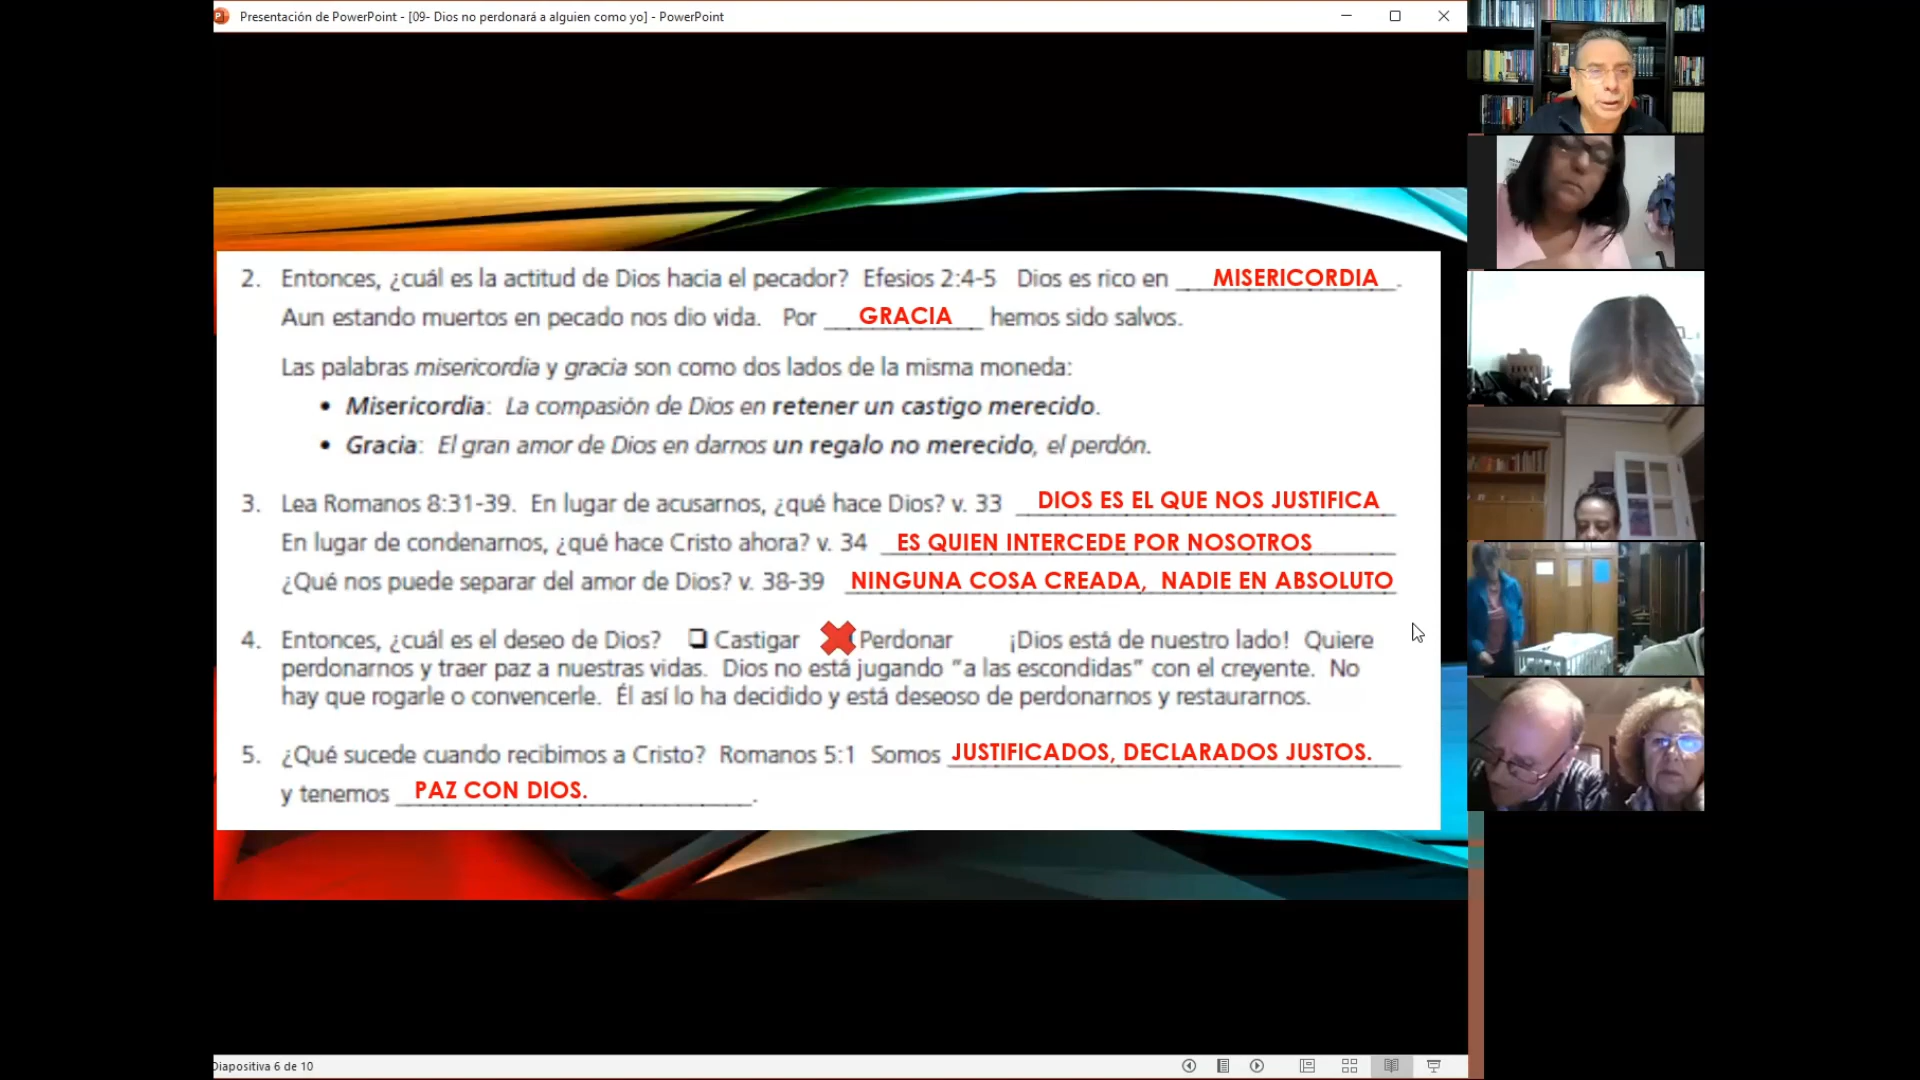 Presentación de PowerPoint - [09- Dios no perdonará a alguien como yo] - PowerPoint
2. Entonces, ¿cuál es la actitud de Dios hacia el pecador? Efesios 2:4-5 Dios es rico en MISERICORDIA.
Aun estando muertos en pecado nos dio vida. Por GRACIA hemos sido salvos.
Las palabras misericordia y gracia son como dos lados de la misma moneda:
• Misericordia: La compasión de Dios en retener un castigo merecido.
• Gracia: El gran amor de Dios en darnos un regalo no merecido, el perdón.
3. Lea Romanos 8:31-39. En lugar de acusarnos, ¿qué hace Dios? v. 33 DIOS ES EL QUE NOS JUSTIFICA
En lugar de condenarnos, ¿qué hace Cristo ahora? v. 34 ES QUIEN INTERCEDE POR NOSOTROS
¿Qué nos puede separar del amor de Dios? v. 38-39 NINGUNA COSA CREADA, NADIE EN ABSOLUTO
4. Entonces, ¿cuál es el deseo de Dios? ❑ Castigar ✖ Perdonar ¡Dios está de nuestro lado! Quiere
perdonarnos y traer paz a nuestras vidas. Dios no está jugando “a las escondidas” con el creyente. No
hay que rogarle o convencerle. Él así lo ha decidido y está deseoso de perdonarnos y restaurarnos.
5. ¿Qué sucede cuando recibimos a Cristo? Romanos 5:1 Somos JUSTIFICADOS, DECLARADOS JUSTOS.
y tenemos PAZ CON DIOS. .
Diapositiva 6 de 10